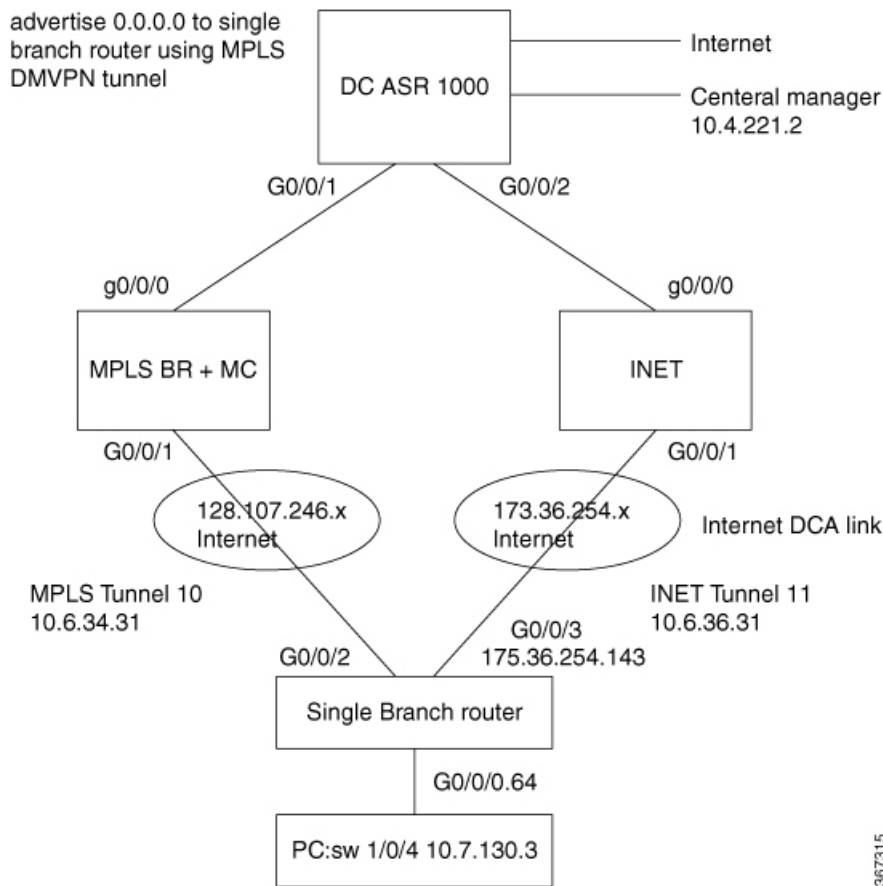 advertise 0.0.0.0 to single
branch router using MPLS
DMVPN tunnel
DC ASR 1000
Internet
Centeral manager
10.4.221.2
G0/0/1
G0/0/2
g0/0/0
g0/0/0
MPLS BR + MC
INET
G0/0/1
G0/0/1
128.107.246.x
Internet
173.36.254.x
Internet
Internet DCA link
MPLS Tunnel 10
10.6.34.31
INET Tunnel 11
10.6.36.31
G0/0/2
G0/0/3
175.36.254.143
Single Branch router
G0/0/0.64
PC:sw 1/0/4 10.7.130.3
367315